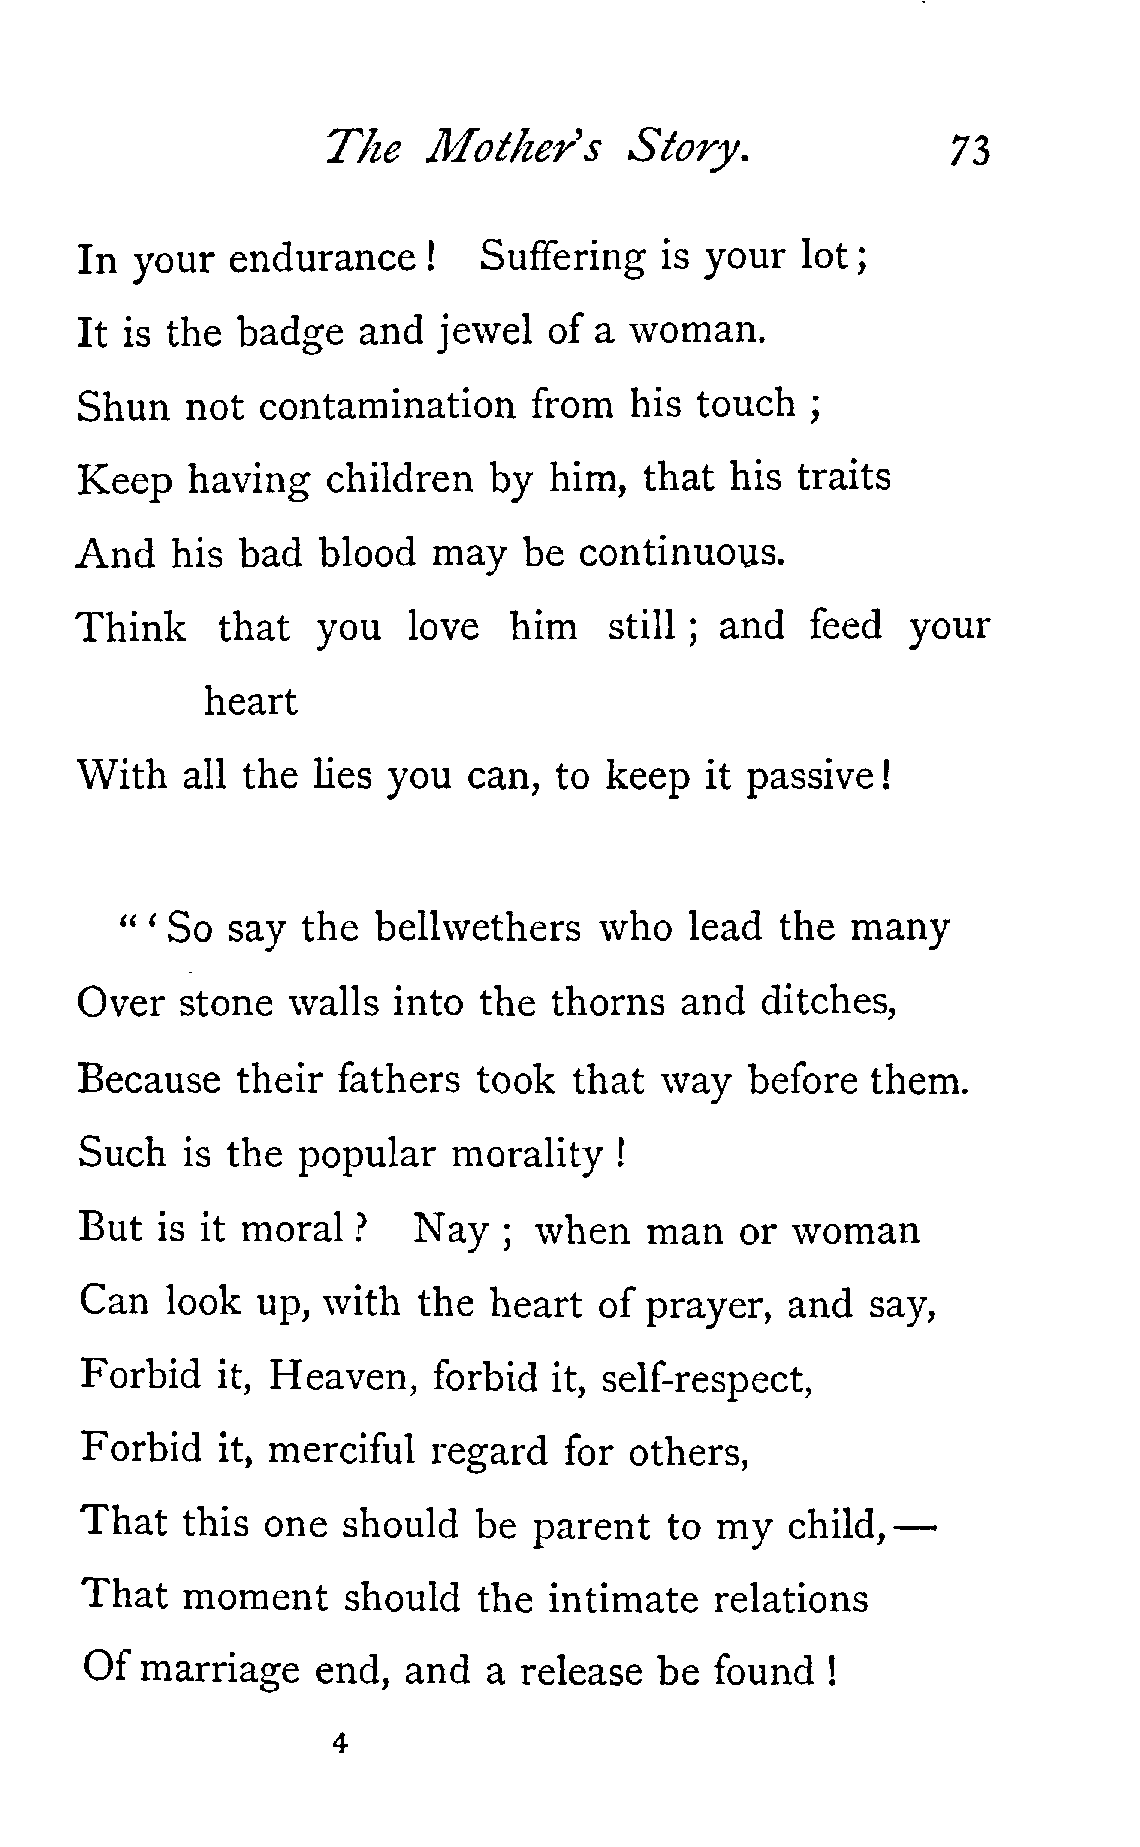 The Mother's Story. 73
In your endurance! Suffering is your lot;
It is the badge and jewel of a woman.
Shun not contamination from his touch;
Keep having children by him, that his traits
And his bad blood may be continuous.
Think that you love him still; and feed your
heart
With all the lies you can, to keep it passive!
"'So say the bellwethers who lead the many
Over stone walls into the thorns and ditches,
Because their fathers took that way before them.
Such is the popular morality!
But is it moral? Nay; when man or woman
Can look up, with the heart of prayer, and say,
Forbid it, Heaven, forbid it, self-respect,
Forbid it, merciful regard for others,
That this one should be parent to my child,—
That moment should the intimate relations
Of marriage end, and a release be found!
4